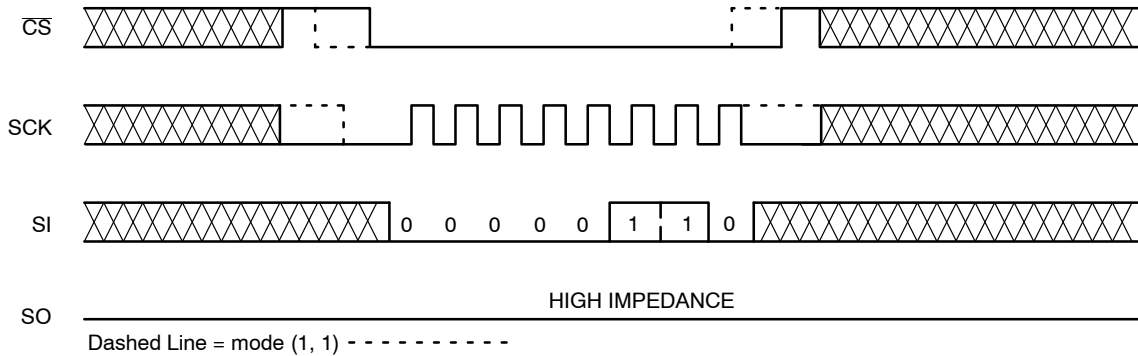 CS
SCK
SI 0 0 0 0 0 1 1 0
HIGH IMPEDANCE
SO
Dashed Line = mode (1, 1)